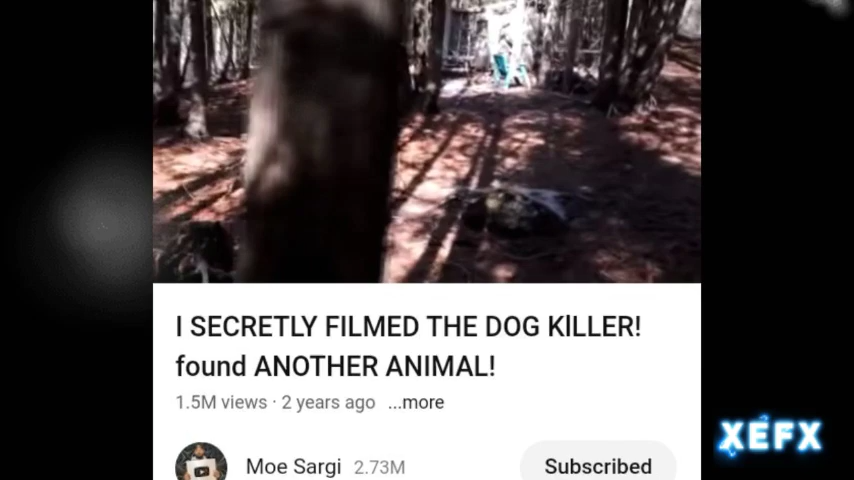 I SECRETLY FILMED THE DOG KILLER!
found ANOTHER ANIMAL!
1.5M views · 2 years ago ...more
Moe Sargi 2.73M
Subscribed
XEFX